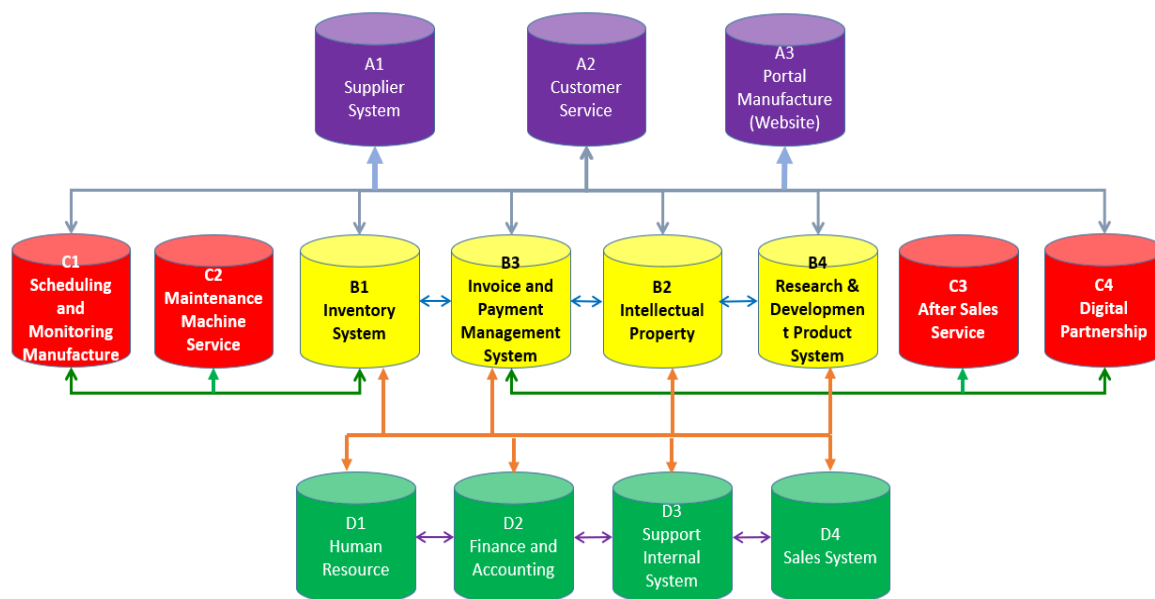 A1
Supplier
System
A2
Customer
Service
A3
Portal
Manufacture
(Website)
C1
Scheduling
and
Monitoring
Manufacture
C2
Maintenance
Machine
Service
B1
Inventory
System
B3
Invoice and
Payment
Management
System
B2
Intellectual
Property
B4
Research &
Developmen
t Product
System
C3
After Sales
Service
C4
Digital
Partnership
D1
Human
Resource
D2
Finance and
Accounting
D3
Support
Internal
System
D4
Sales System